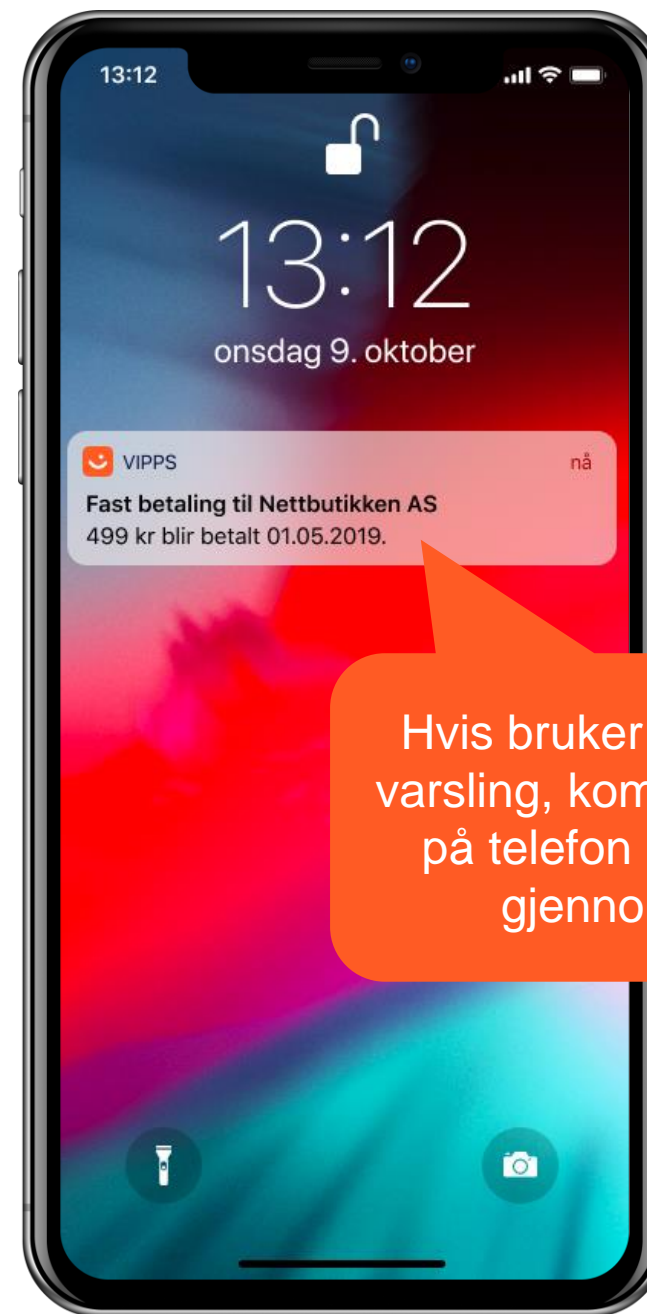 13:12
13:12
onsdag 9. oktober
VIPPS nå
Fast betaling til Nettbutikken AS
499 kr blir betalt 01.05.2019.
Hvis bruker
varsling, kom
på telefon
gjenno